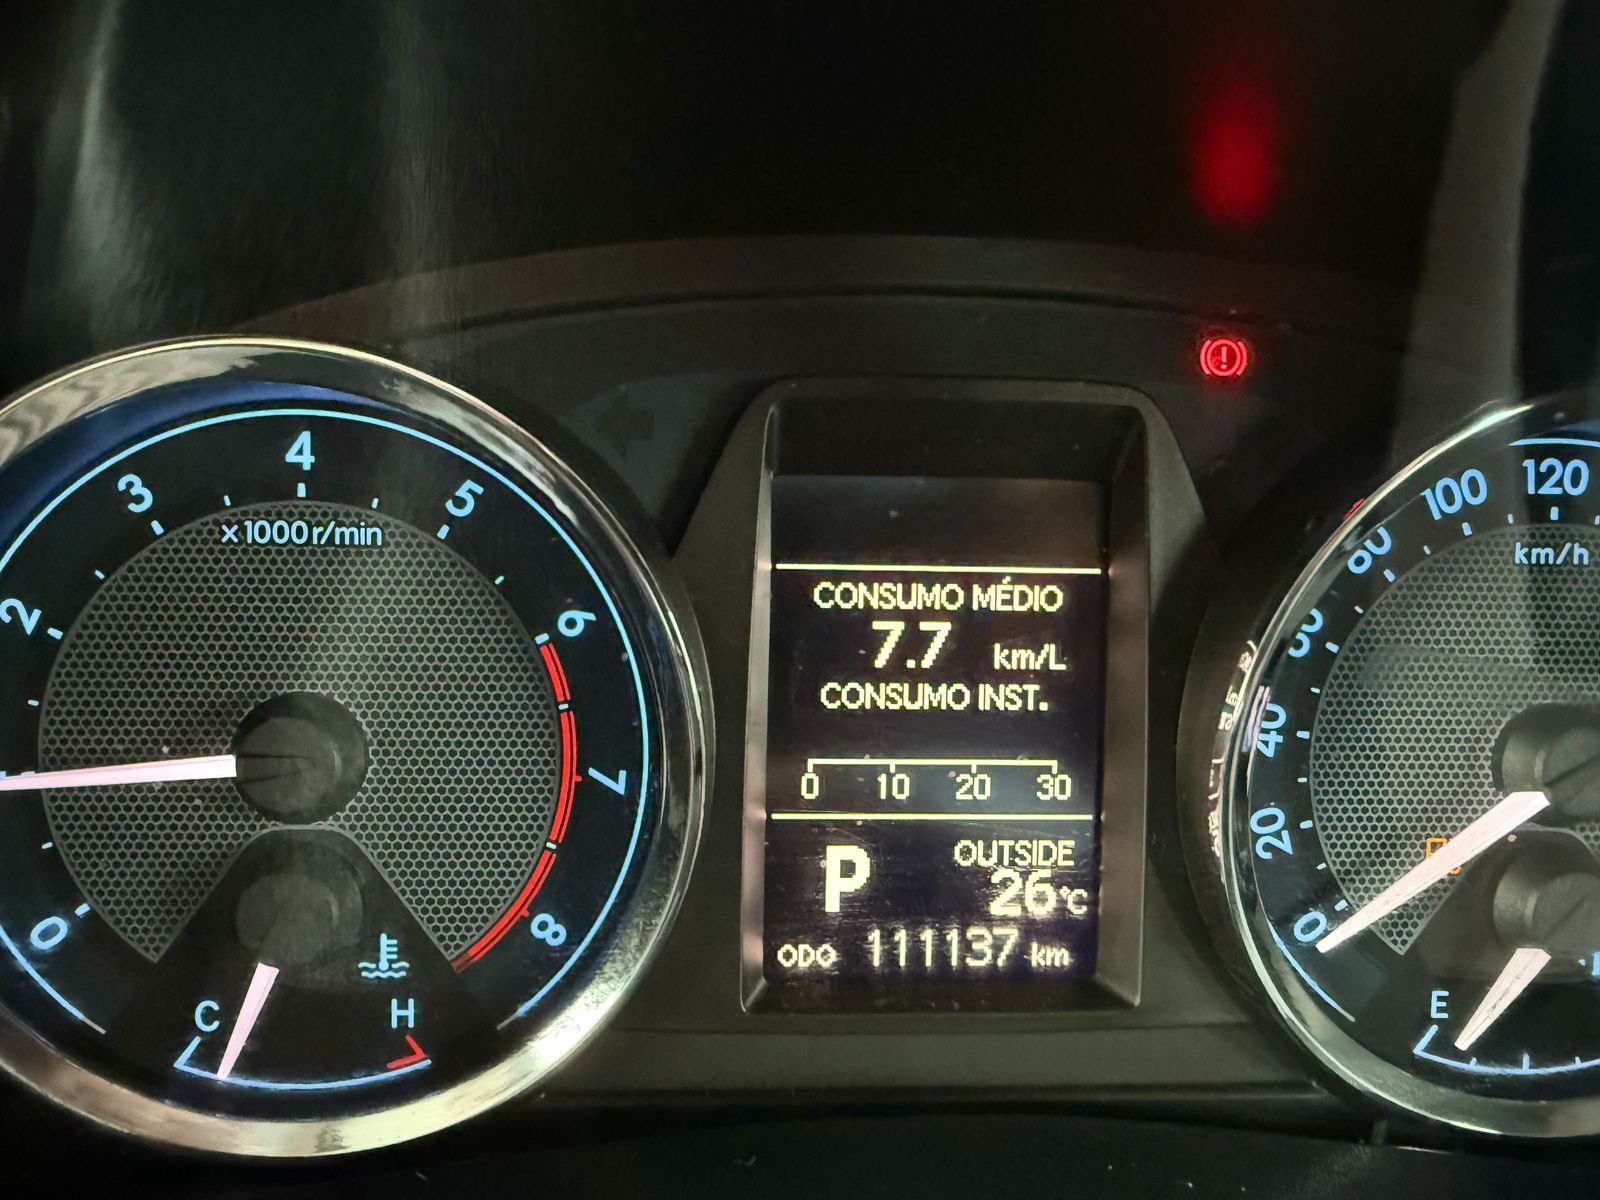 0
2
3
4
5
6
7
8
x1000r/min
C
H
CONSUMO MÉDIO
7.7 km/L
CONSUMO INST.
0 10 20 30
P OUTSIDE
26°C
ODO 111137 km
0
20
40
60
80
100
120
km/h
E